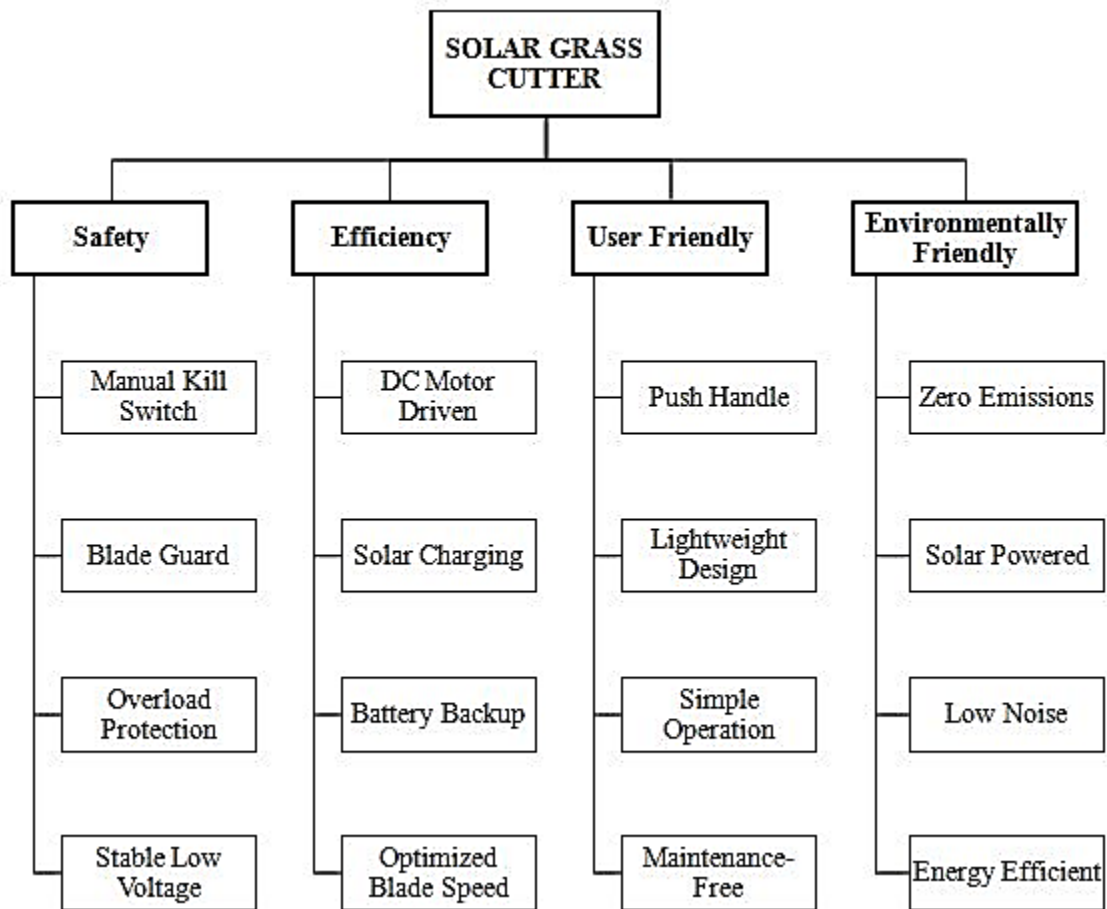 SOLAR GRASS
CUTTER
Safety
Efficiency
User Friendly
Environmentally
Friendly
Manual Kill
Switch
DC Motor
Driven
Push Handle
Zero Emissions
Blade Guard
Solar Charging
Lightweight
Design
Solar Powered
Overload
Protection
Battery Backup
Simple
Operation
Low Noise
Stable Low
Voltage
Optimized
Blade Speed
Maintenance-
Free
Energy Efficient